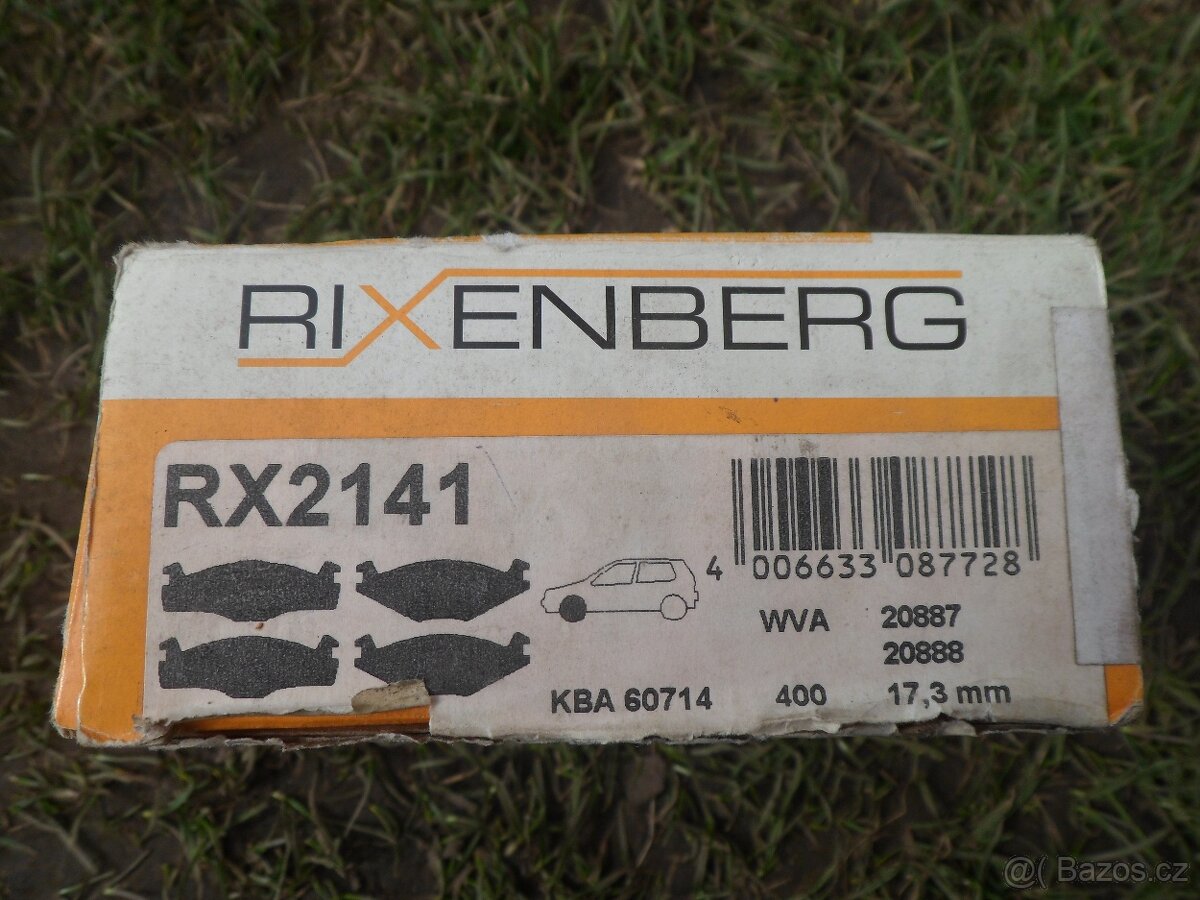 RIXENBERG
RX2141
4 006633 087728
WVA 20887
20888
KBA 60714 400 17,3 mm
@( Bazos.cz